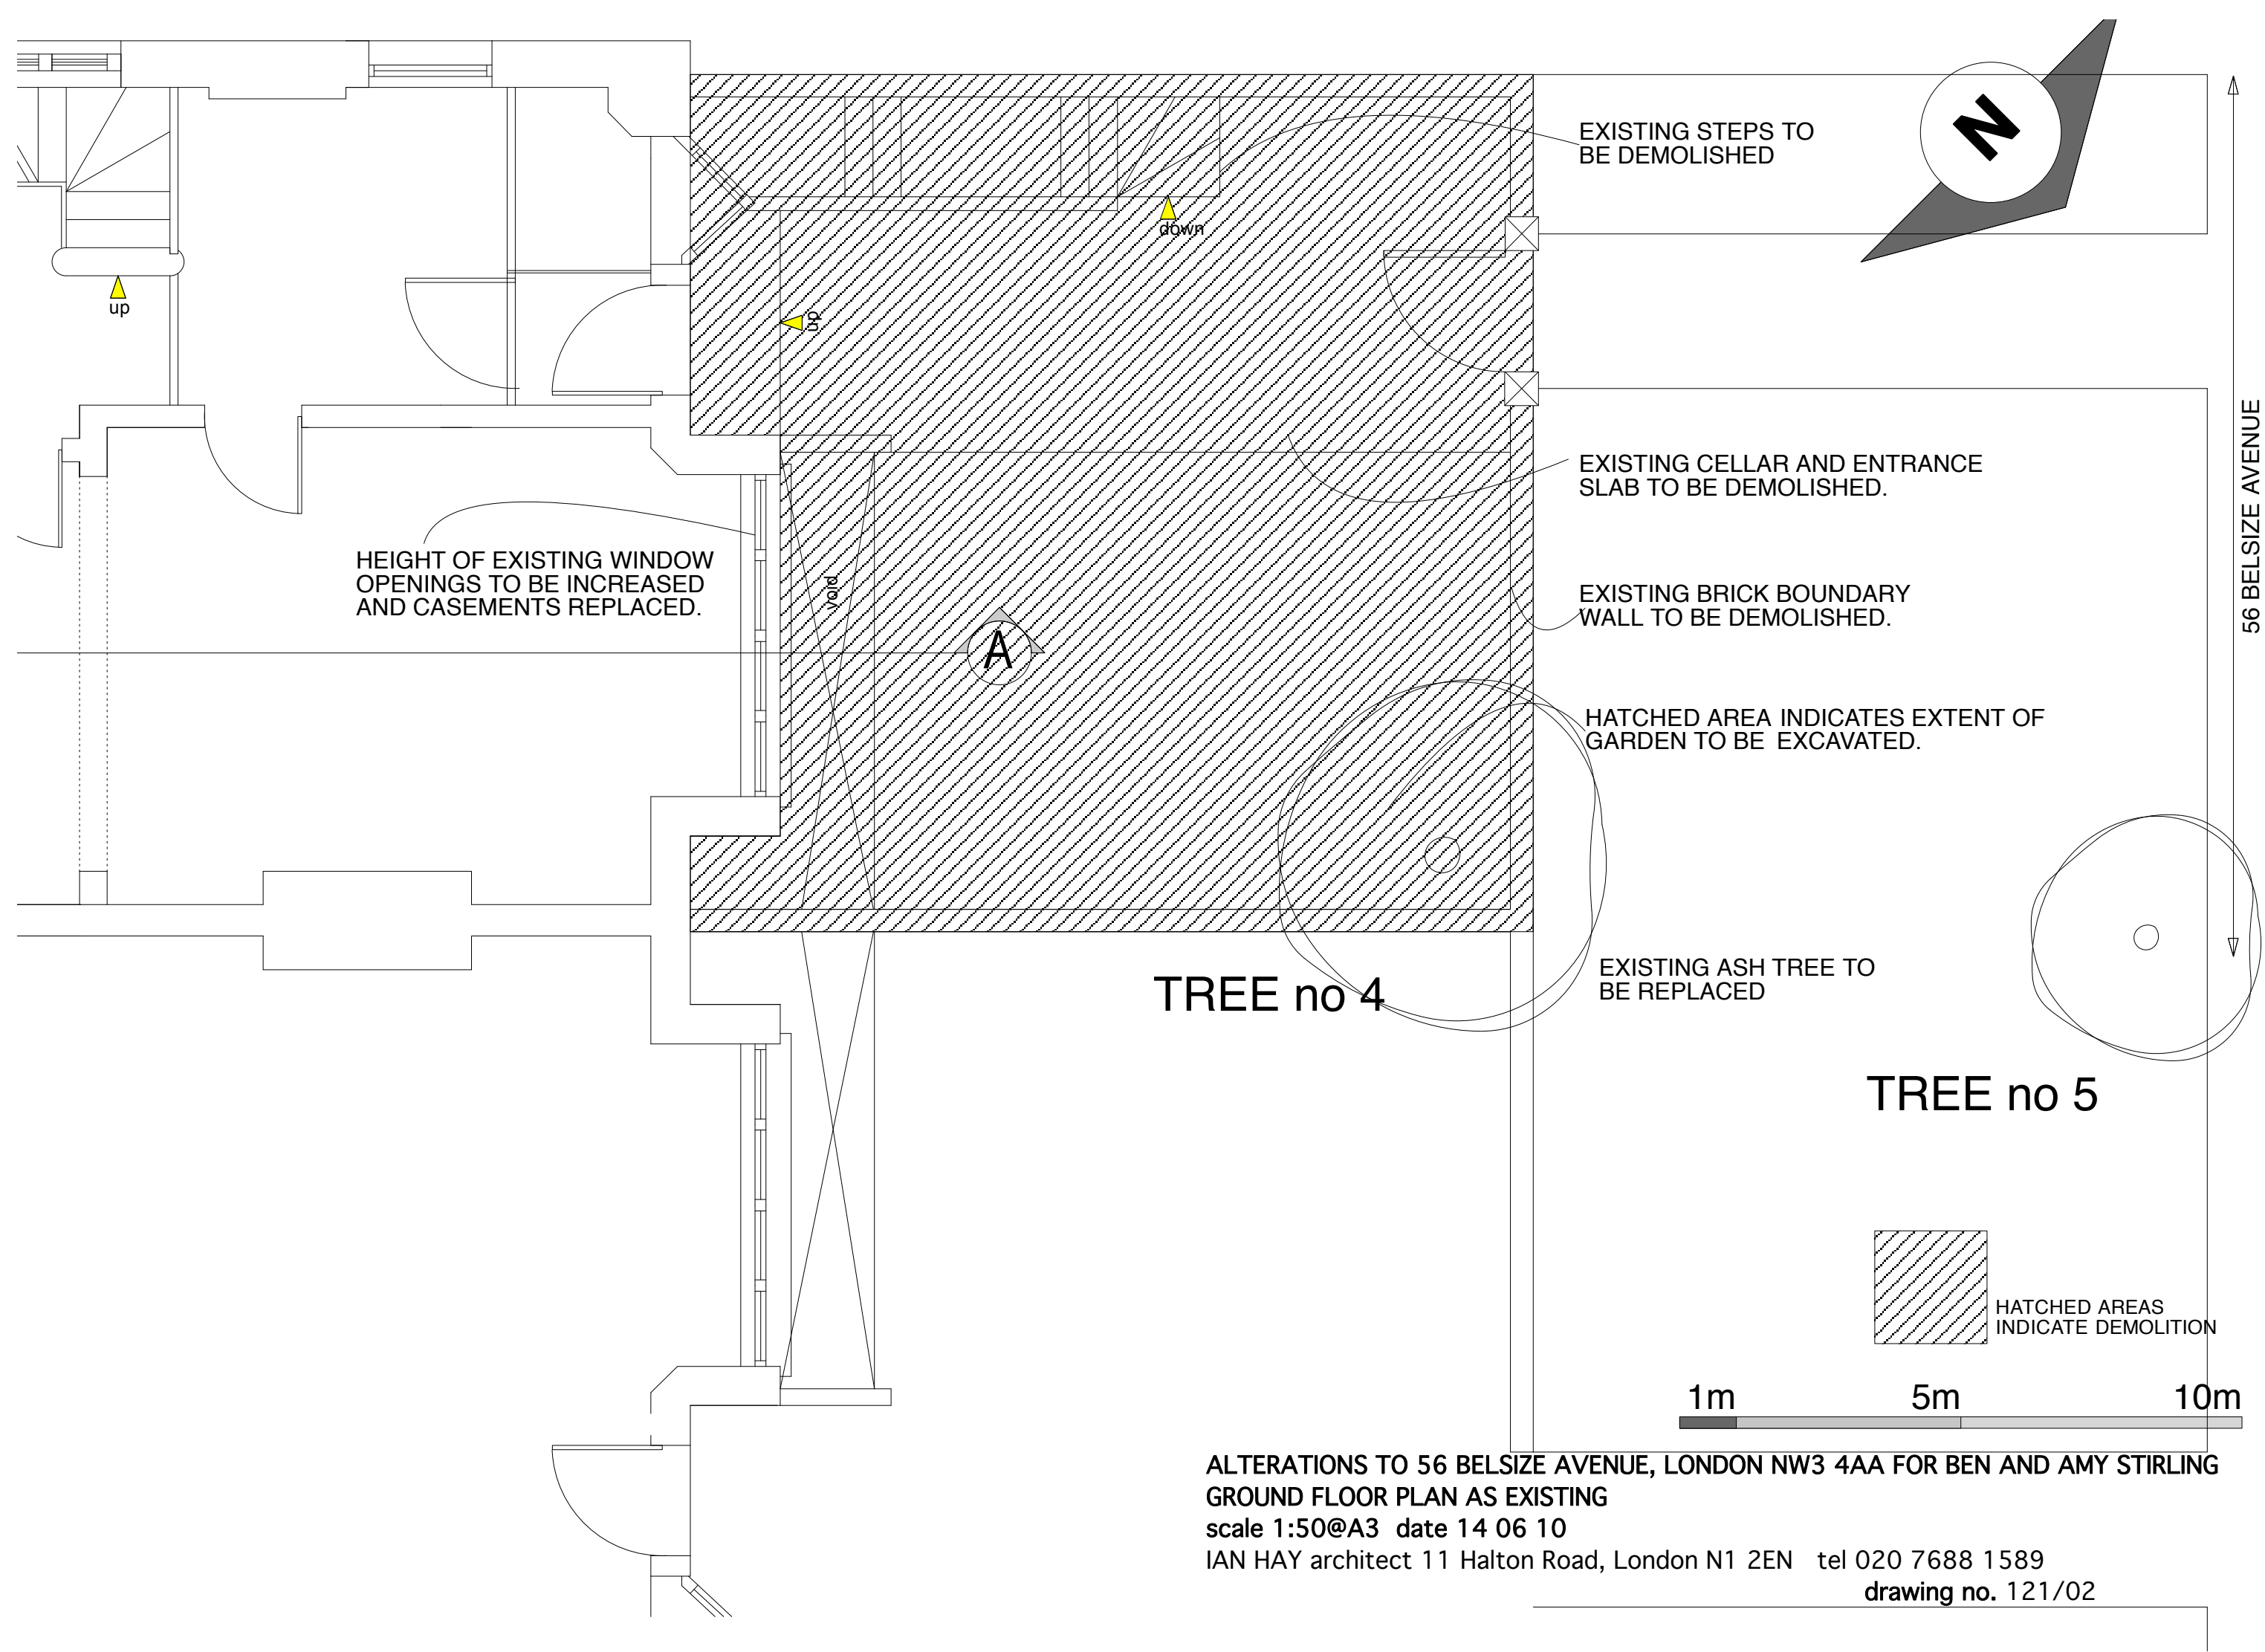 N
EXISTING STEPS TO
BE DEMOLISHED
down
up
up
56 BELSIZE AVENUE
EXISTING CELLAR AND ENTRANCE
SLAB TO BE DEMOLISHED.
HEIGHT OF EXISTING WINDOW
OPENINGS TO BE INCREASED
AND CASEMENTS REPLACED.
void
EXISTING BRICK BOUNDARY
WALL TO BE DEMOLISHED.
A
HATCHED AREA INDICATES EXTENT OF
GARDEN TO BE EXCAVATED.
EXISTING ASH TREE TO
BE REPLACED
TREE no 4
TREE no 5
HATCHED AREAS
INDICATE DEMOLITION
1m 5m 10m
ALTERATIONS TO 56 BELSIZE AVENUE, LONDON NW3 4AA FOR BEN AND AMY STIRLING
GROUND FLOOR PLAN AS EXISTING
scale 1:50@A3 date 14 06 10
IAN HAY architect 11 Halton Road, London N1 2EN tel 020 7688 1589
drawing no. 121/02